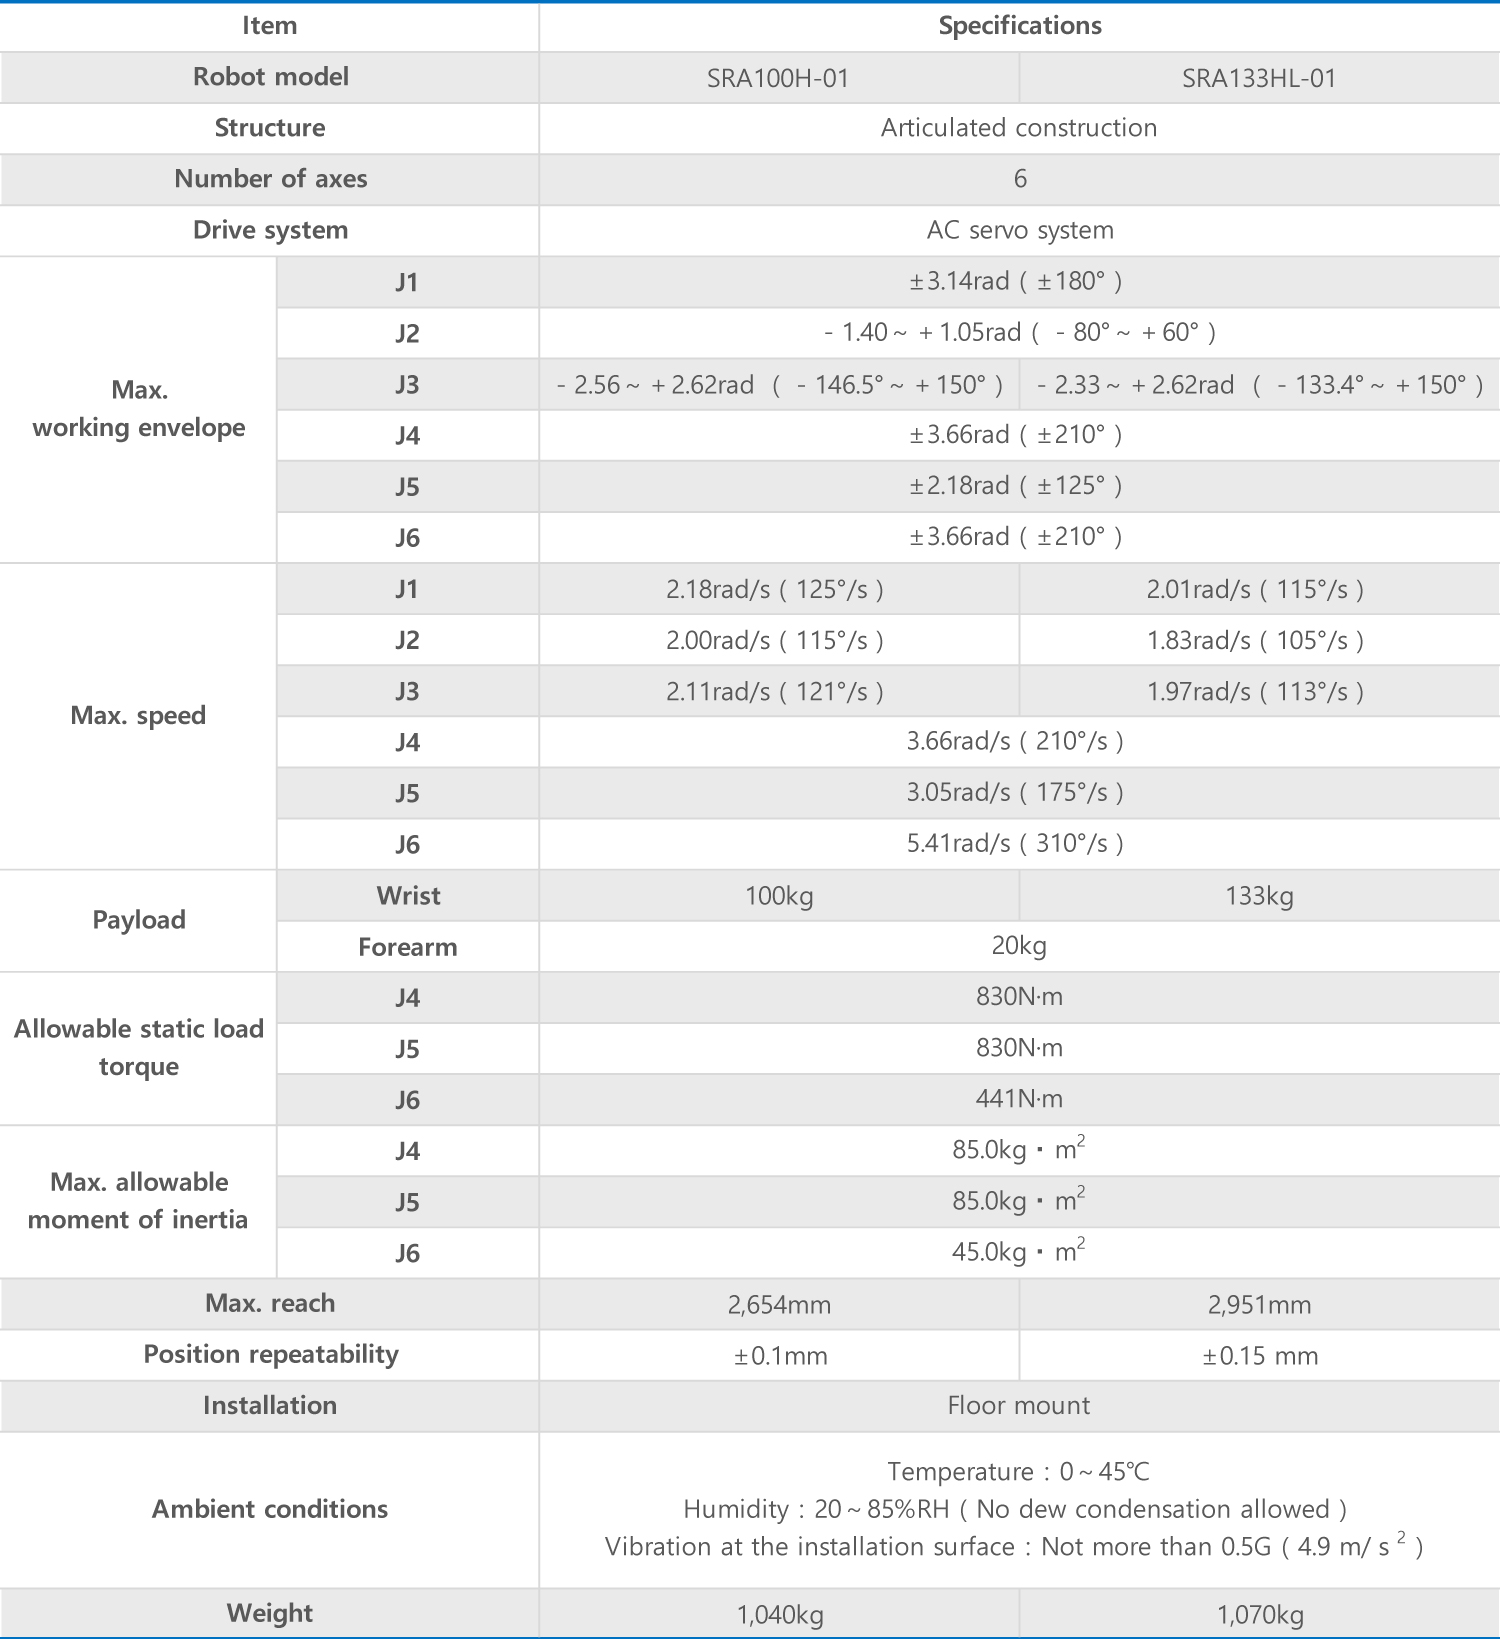 Item Specifications
Robot model SRA100H-01 SRA133HL-01
Structure Articulated construction
Number of axes 6
Drive system AC servo system
Max.
working envelope
J1 ±3.14rad ( ±180° )
J2 - 1.40 ~ + 1.05rad ( - 80° ~ + 60° )
J3 - 2.56 ~ + 2.62rad ( - 146.5° ~ + 150° ) - 2.33 ~ + 2.62rad ( - 133.4° ~ + 150° )
J4 ±3.66rad ( ±210° )
J5 ±2.18rad ( ±125° )
J6 ±3.66rad ( ±210° )
Max. speed
J1 2.18rad/s ( 125°/s ) 2.01rad/s ( 115°/s )
J2 2.00rad/s ( 115°/s ) 1.83rad/s ( 105°/s )
J3 2.11rad/s ( 121°/s ) 1.97rad/s ( 113°/s )
J4 3.66rad/s ( 210°/s )
J5 3.05rad/s ( 175°/s )
J6 5.41rad/s ( 310°/s )
Payload
Wrist 100kg 133kg
Forearm 20kg
Allowable static load
torque
J4 830N·m
J5 830N·m
J6 441N·m
Max. allowable
moment of inertia
J4 85.0kg・m²
J5 85.0kg・m²
J6 45.0kg・m²
Max. reach 2,654mm 2,951mm
Position repeatability ±0.1mm ±0.15 mm
Installation Floor mount
Ambient conditions
Temperature : 0 ~ 45℃
Humidity : 20 ~ 85%RH ( No dew condensation allowed )
Vibration at the installation surface : Not more than 0.5G ( 4.9 m/ s ² )
Weight 1,040kg 1,070kg